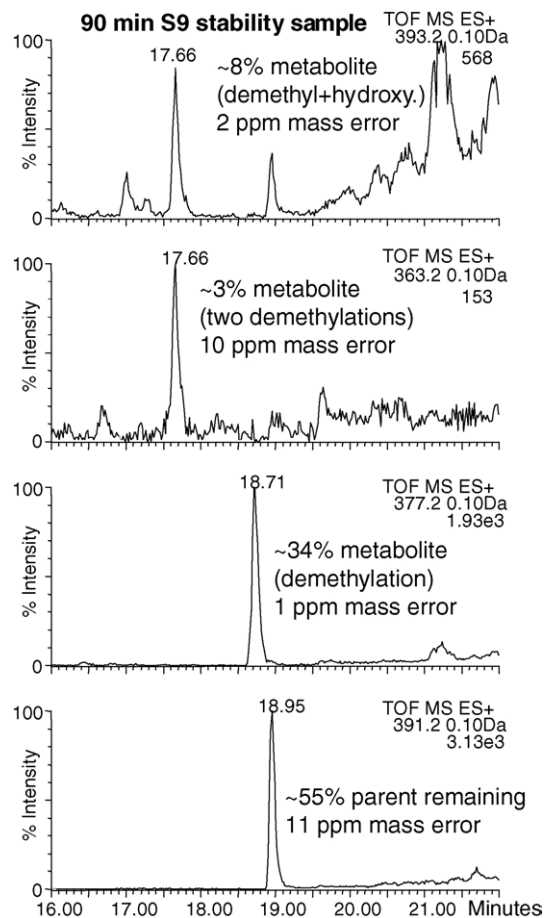 90 min S9 stability sample
TOF MS ES+
393.2 0.10Da
568
100
17.66
~8% metabolite
(demethyl+hydroxy.)
2 ppm mass error
% Intensity
0
TOF MS ES+
363.2 0.10Da
153
100
17.66
~3% metabolite
(two demethylations)
10 ppm mass error
% Intensity
0
TOF MS ES+
377.2 0.10Da
1.93e3
100
18.71
~34% metabolite
(demethylation)
1 ppm mass error
% Intensity
0
TOF MS ES+
391.2 0.10Da
3.13e3
100
18.95
~55% parent remaining
11 ppm mass error
% Intensity
0
16.00 17.00 18.00 19.00 20.00 21.00 Minutes